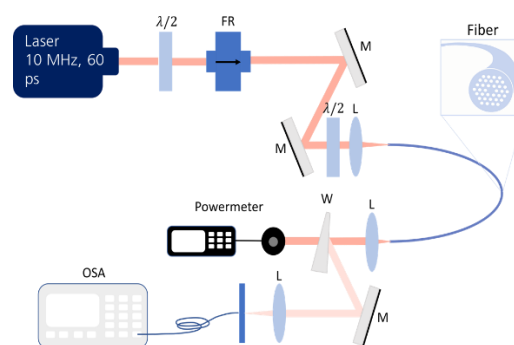 Laser
10 MHz, 60
ps
λ/2
FR
M
Fiber
λ/2
L
M
W
L
Powermeter
OSA
L
M